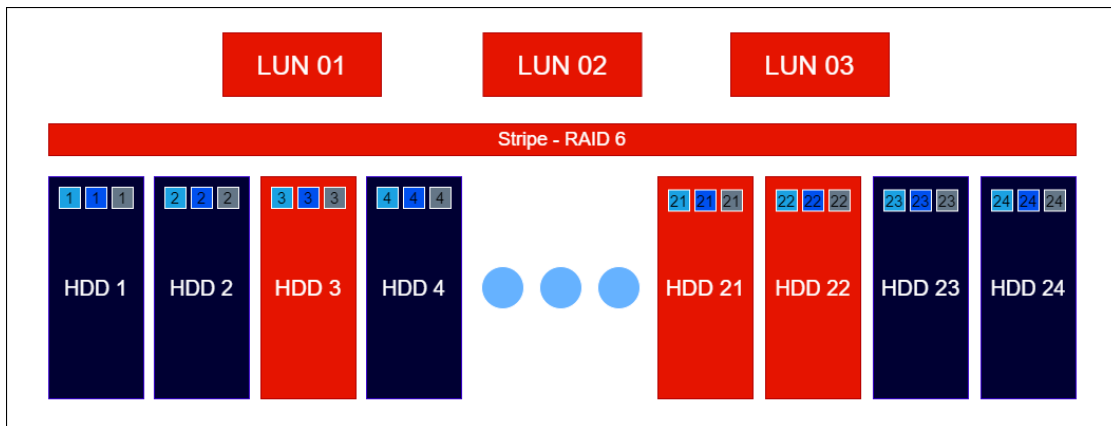 LUN 01 LUN 02 LUN 03
Stripe - RAID 6
1 1 1 2 2 2 3 3 3 4 4 4 21 21 21 22 22 22 23 23 23 24 24 24
HDD 1 HDD 2 HDD 3 HDD 4 HDD 21 HDD 22 HDD 23 HDD 24